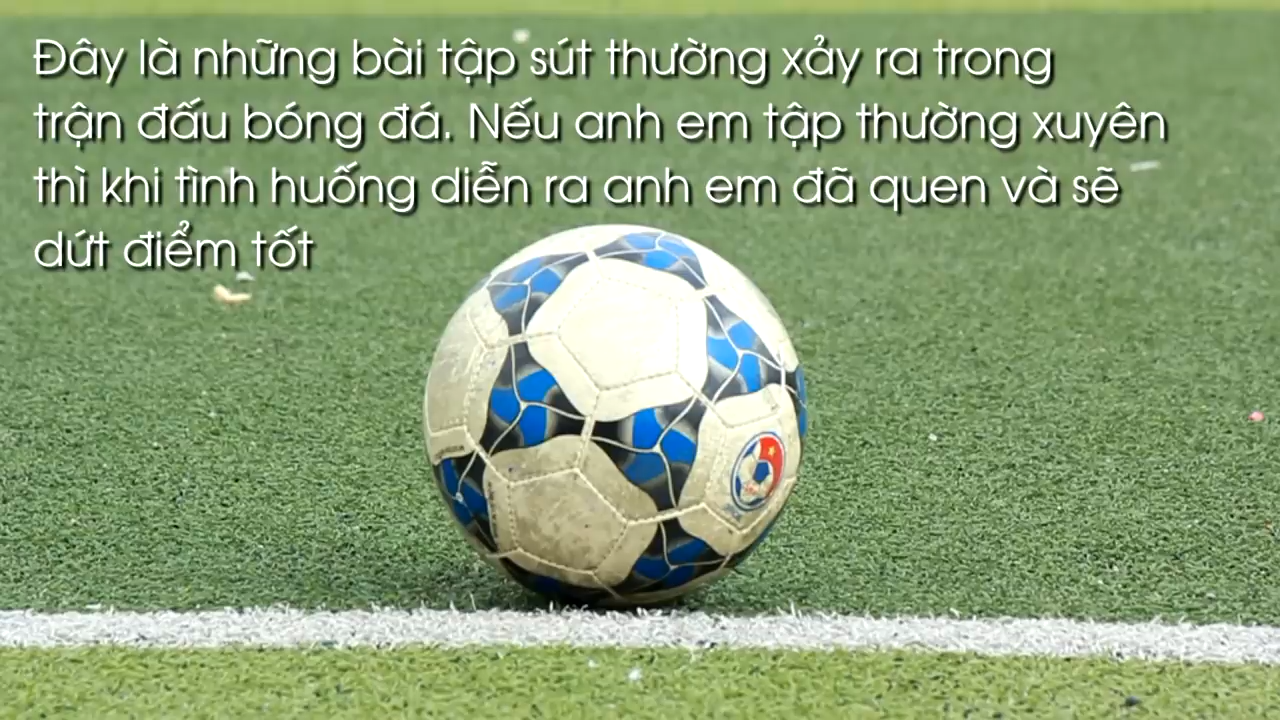 Đây là những bài tập sút thường xảy ra trong
trận đấu bóng đá. Nếu anh em tập thường xuyên
thì khi tình huống diễn ra anh em đã quen và sẽ
dứt điểm tốt